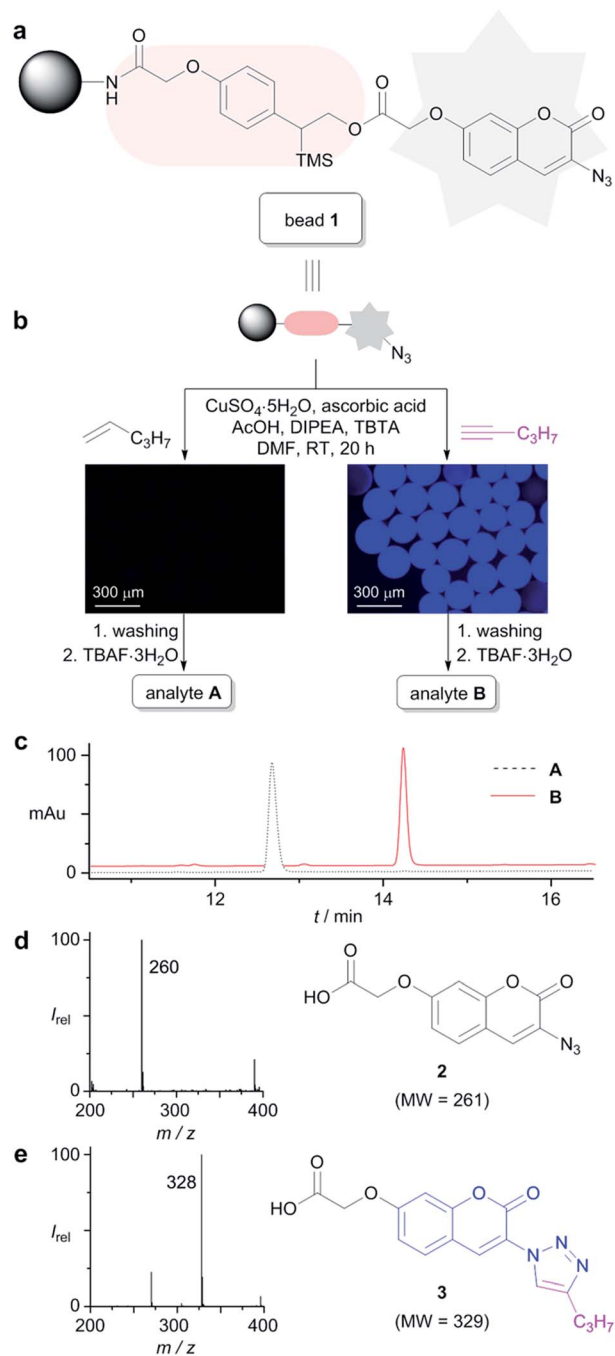 a
O
O
N
H
O
TMS
O
O
O
O
O
N3
bead 1
b
N3
CuSO4·5H2O, ascorbic acid
AcOH, DIPEA, TBTA
DMF, RT, 20 h
C3H7
C3H7
300 μm
300 μm
1. washing
2. TBAF·3H2O
1. washing
2. TBAF·3H2O
analyte A
analyte B
c
100
mAu
0
A
B
12
14
16
t / min
d
100
Irel
0
260
200
300
400
m / z
O
HO
O
O
O
N3
2
(MW = 261)
e
100
Irel
0
328
200
300
400
m / z
O
HO
O
O
O
N
N
N
C3H7
3
(MW = 329)